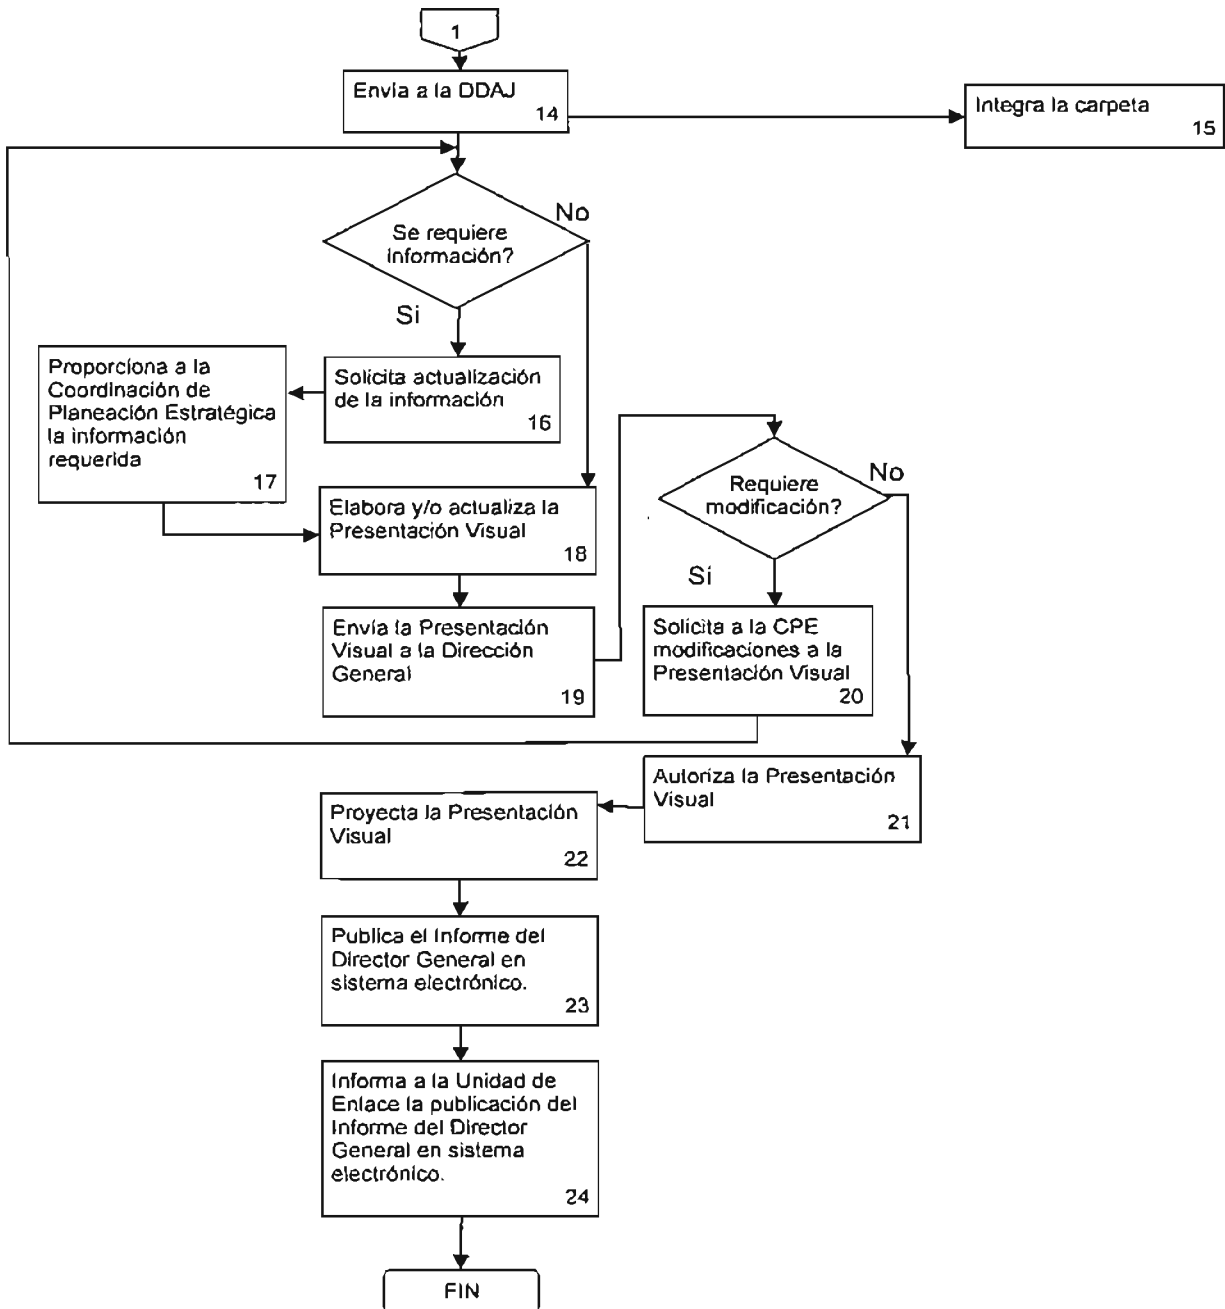 1
Envía a la DDAJ
14
Integra la carpeta
15
Se requiere
información?
No
Si
Proporciona a la
Coordinación de
Planeación Estratégica
la información
requerida
17
Solicita actualización
de la información
16
Elabora y/o actualiza la
Presentación Visual
18
Envía la Presentación
Visual a la Dirección
General
19
Requiere
modificación?
No
Sí
Solicita a la CPE
modificaciones a la
Presentación Visual
20
Autoriza la Presentación
Visual
21
Proyecta la Presentación
Visual
22
Publica el Informe del
Director General en
sistema electrónico.
23
Informa a la Unidad de
Enlace la publicación del
Informe del Director
General en sistema
electrónico.
24
FIN